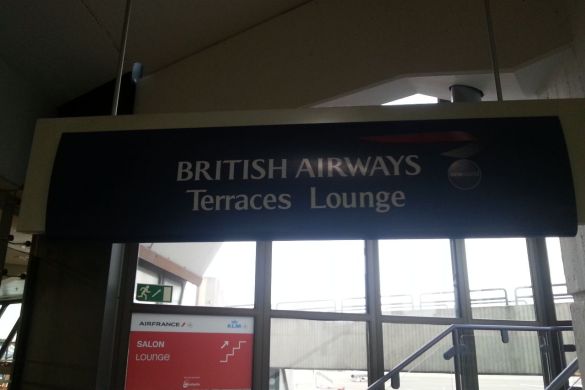 BRITISH AIRWAYS
Terraces Lounge
AIRFRANCE
KLM
SALON
LOUNGE